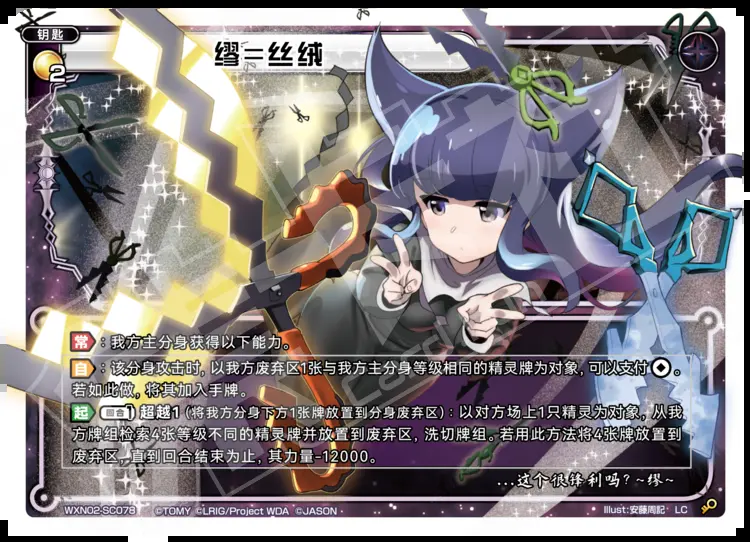 钥匙
缪=丝绒
2
常：我方主分身获得以下能力。
自：该分身攻击时，以我方废弃区1张与我方主分身等级相同的精灵牌为对象，可以支付。
若如此做，将其加入手牌。
起 回合1 超越1（将我方分身下方1张牌放置到分身废弃区）：以对方场上1只精灵为对象，从我
方牌组检索4张等级不同的精灵牌并放置到废弃区，洗切牌组。若用此方法将4张牌放置到
废弃区，直到回合结束为止，其力量-12000。
...这个很锋利吗？~缪~
WXN02-SC078 ©TOMY ©LRIG/Project WDA ©JASON Illust:安藤周記 LC